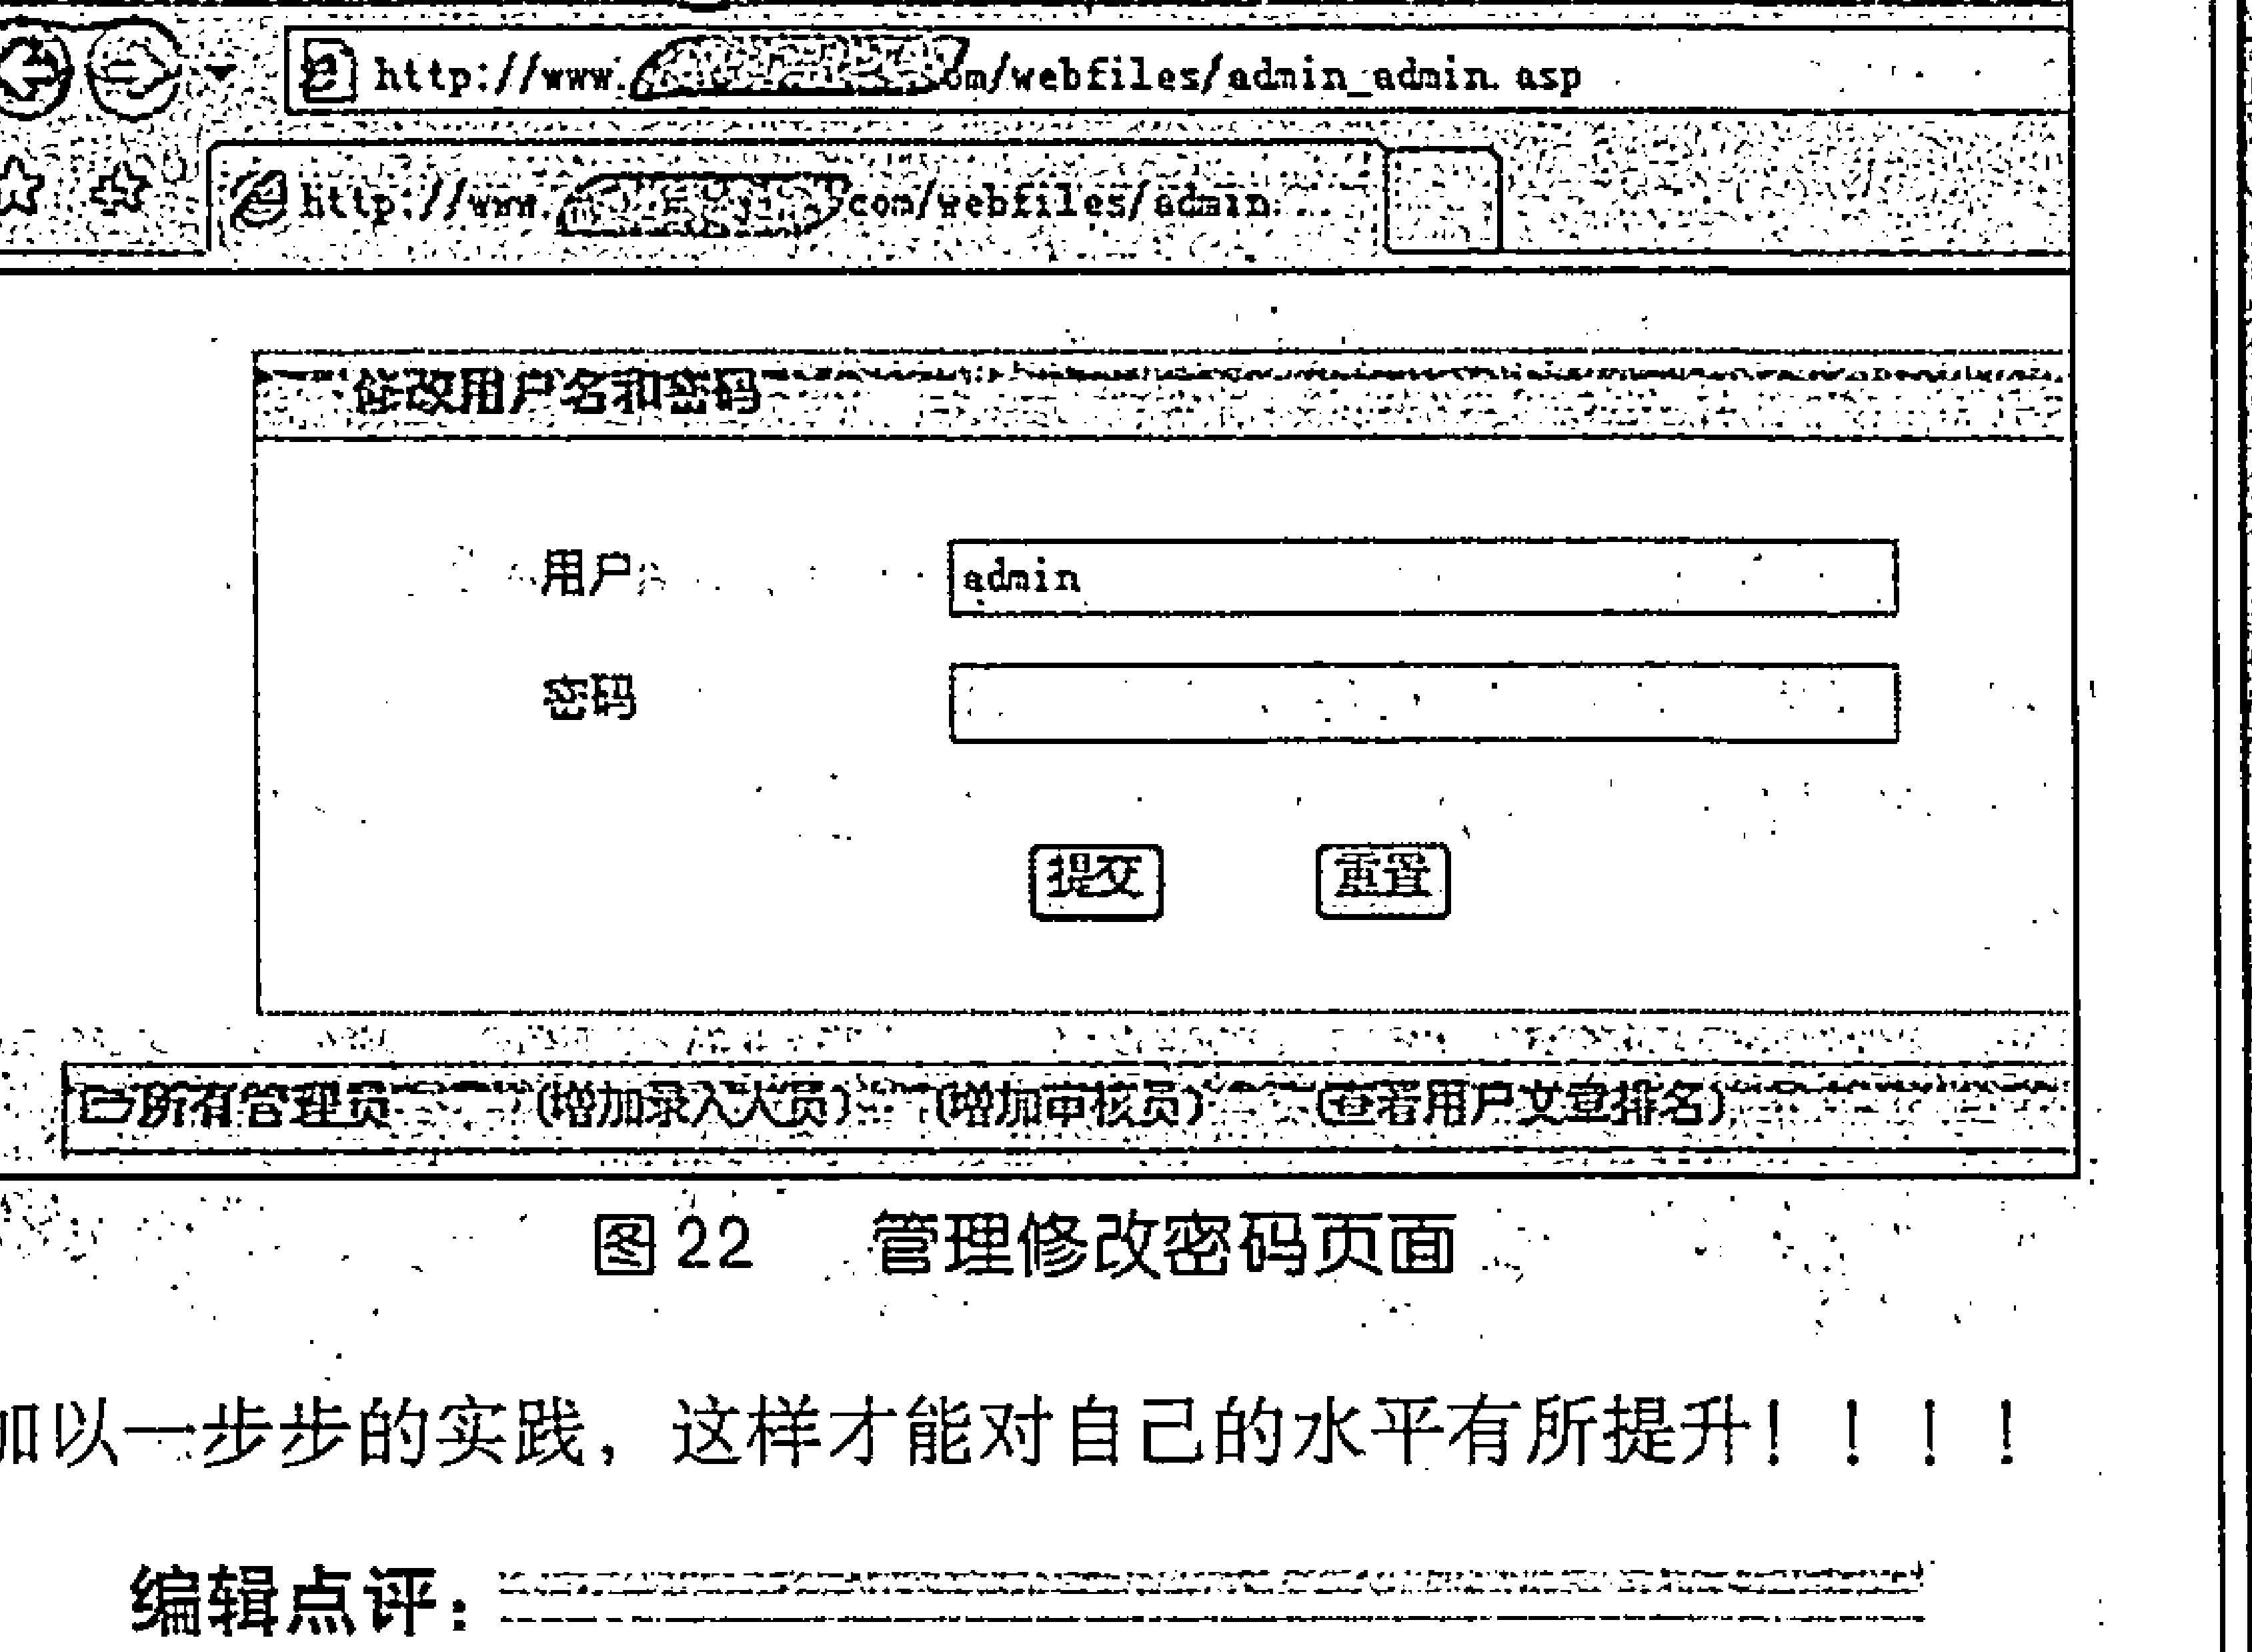 http://www. om/webfiles/admin_admin.asp
http://www. com/webfiles/admin...
修改用户名和密码
用户
admin
密码
提交 重置
所有管理员 (增加录入人员) (增加审核员) (查看用户文章排名)
图22 管理修改密码页面
加以一步步的实践，这样才能对自己的水平有所提升！！！！
编辑点评：